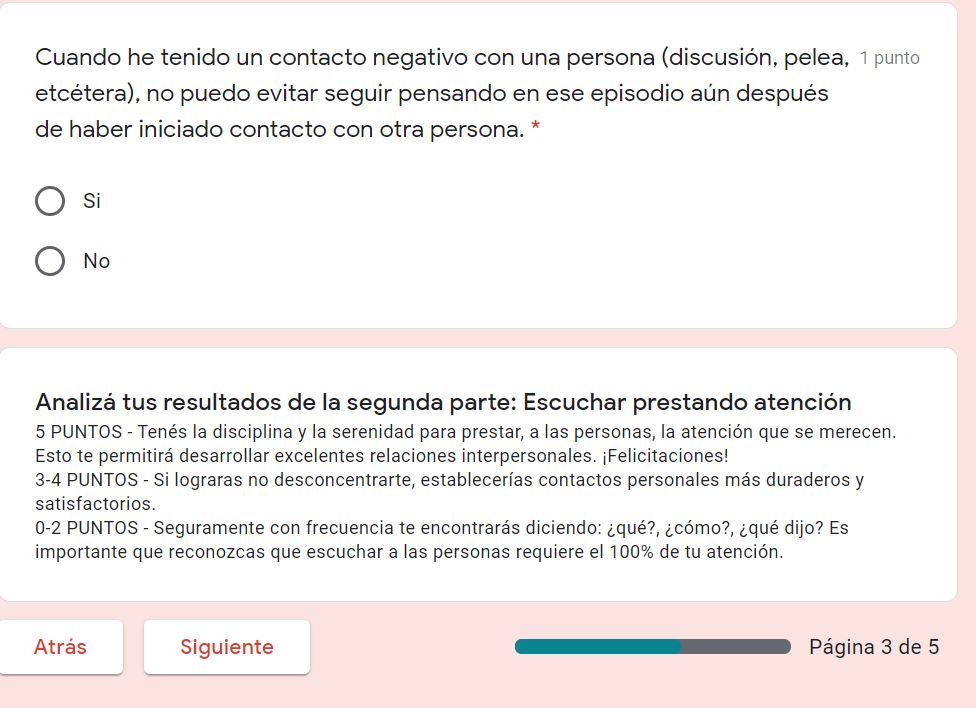 Cuando he tenido un contacto negativo con una persona (discusión, pelea, 1 punto
etcétera), no puedo evitar seguir pensando en ese episodio aún después
de haber iniciado contacto con otra persona. *
Si
No
Analizá tus resultados de la segunda parte: Escuchar prestando atención
5 PUNTOS - Tenés la disciplina y la serenidad para prestar, a las personas, la atención que se merecen.
Esto te permitirá desarrollar excelentes relaciones interpersonales. ¡Felicitaciones!
3-4 PUNTOS - Si lograras no desconcentrarte, establecerías contactos personales más duraderos y
satisfactorios.
0-2 PUNTOS - Seguramente con frecuencia te encontrarás diciendo: ¿qué?, ¿cómo?, ¿qué dijo? Es
importante que reconozcas que escuchar a las personas requiere el 100% de tu atención.
Atrás Siguiente Página 3 de 5